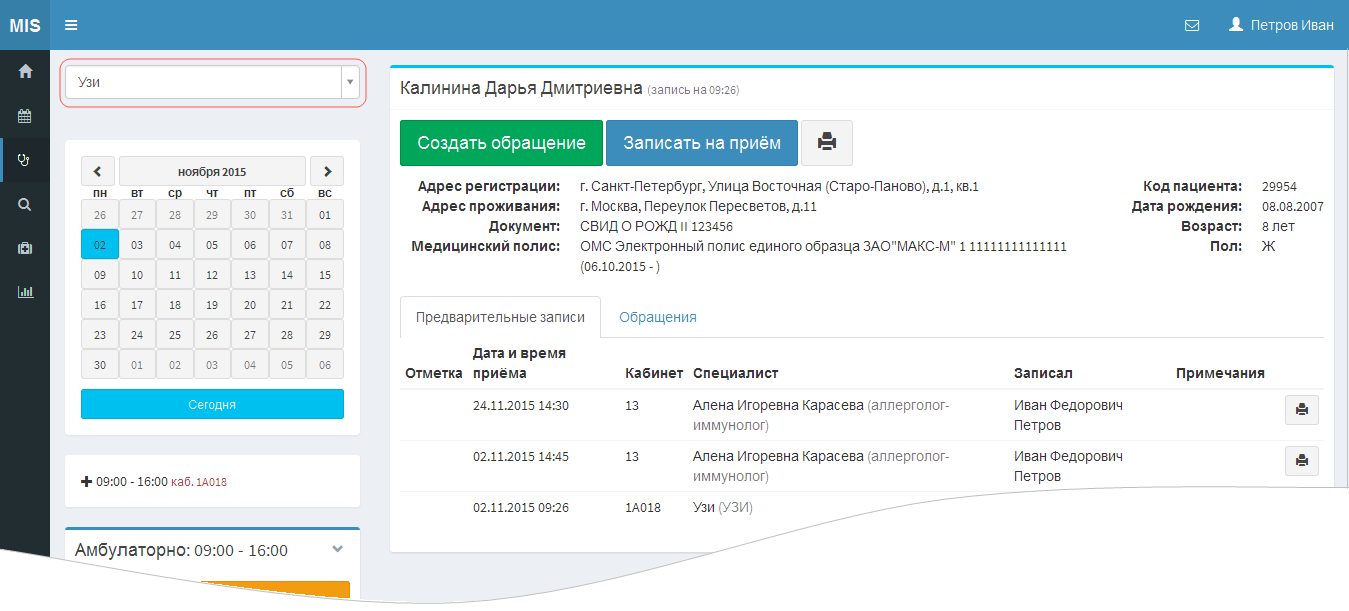 MIS
Петров Иван
Узи
ноября 2015
пн вт ср чт пт сб вс
26 27 28 29 30 31 01
02 03 04 05 06 07 08
09 10 11 12 13 14 15
16 17 18 19 20 21 22
23 24 25 26 27 28 29
30 01 02 03 04 05 06
Сегодня
09:00 - 16:00 каб. 1А018
Амбулаторно: 09:00 - 16:00
Калинина Дарья Дмитриевна (запись на 09:26)
Создать обращение Записать на приём
Адрес регистрации: г. Санкт-Петербург, Улица Восточная (Старо-Паново), д.1, кв.1
Адрес проживания: г. Москва, Переулок Пересветов, д.11
Документ: СВИД О РОЖД II 123456
Медицинский полис: ОМС Электронный полис единого образца ЗАО"МАКС-М" 1 11111111111111
(06.10.2015 - )
Код пациента: 29954
Дата рождения: 08.08.2007
Возраст: 8 лет
Пол: Ж
Предварительные записи Обращения
Дата и время
Отметка приёма Кабинет Специалист Записал Примечания
24.11.2015 14:30 13 Алена Игоревна Карасева (аллерголог- Иван Федорович
иммунолог) Петров
02.11.2015 14:45 13 Алена Игоревна Карасева (аллерголог- Иван Федорович
иммунолог) Петров
02.11.2015 09:26 1А018 Узи (УЗИ)